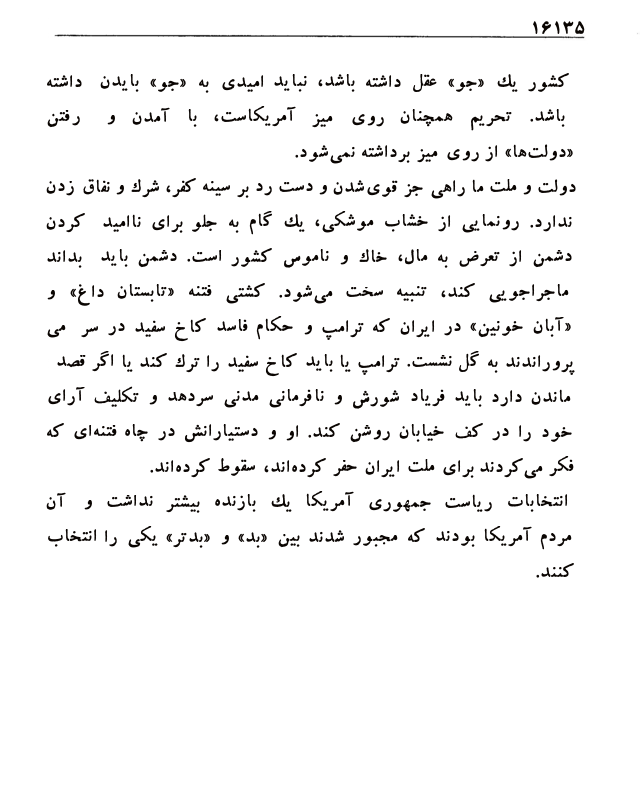 ۱۶۱۳۵
کشور یك «جو» عقل داشته باشد، نباید امیدی به «جو» بایدن داشته
باشد. تحریم همچنان روی میز آمریکاست، با آمدن و رفتن
«دولت‌ها» از روی میز برداشته نمی‌شود.
دولت و ملت ما راهی جز قوی‌شدن و دست رد بر سینه کفر، شرك و نفاق زدن
ندارد. رونمایی از خشاب موشکی، یك گام به جلو برای ناامید کردن
دشمن از تعرض به مال، خاك و ناموس کشور است. دشمن باید بداند
ماجراجویی کند، تنبیه سخت می‌شود. کشتی فتنه «تابستان داغ» و
«آبان خونین» در ایران که ترامپ و حکام فاسد کاخ سفید در سر می
پروراندند به گل نشست. ترامپ یا باید کاخ سفید را ترك کند یا اگر قصد
ماندن دارد باید فریاد شورش و نافرمانی مدنی سردهد و تکلیف آرای
خود را در کف خیابان روشن کند. او و دستیارانش در چاه فتنه‌ای که
فکر می‌کردند برای ملت ایران حفر کرده‌اند، سقوط کرده‌اند.
انتخابات ریاست جمهوری آمریکا یك بازنده بیشتر نداشت و آن
مردم آمریکا بودند که مجبور شدند بین «بد» و «بدتر» یکی را انتخاب
کنند.